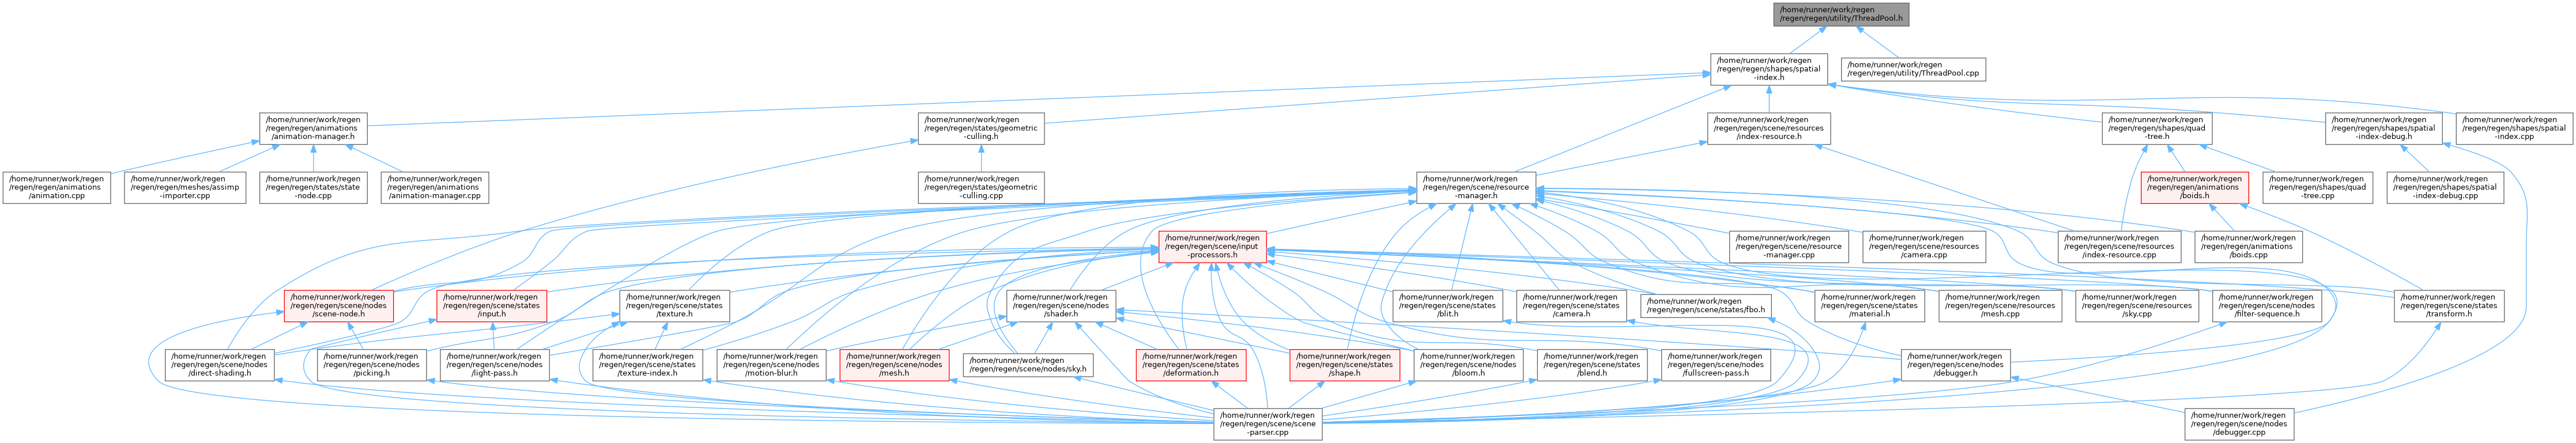 /home/runner/work/regen
/regen/regen/utility/ThreadPool.h
/home/runner/work/regen
/regen/regen/shapes/spatial
-index.h
/home/runner/work/regen
/regen/regen/utility/ThreadPool.cpp
/home/runner/work/regen
/regen/regen/animations
/animation-manager.h
/home/runner/work/regen
/regen/regen/states/geometric
-culling.h
/home/runner/work/regen
/regen/regen/scene/resources
/index-resource.h
/home/runner/work/regen
/regen/regen/shapes/quad
-tree.h
/home/runner/work/regen
/regen/regen/shapes/spatial
-index-debug.h
/home/runner/work/regen
/regen/regen/shapes/spatial
-index.cpp
/home/runner/work/regen
/regen/regen/animations
/animation.cpp
/home/runner/work/regen
/regen/regen/meshes/assimp
-importer.cpp
/home/runner/work/regen
/regen/regen/states/state
-node.cpp
/home/runner/work/regen
/regen/regen/animations
/animation-manager.cpp
/home/runner/work/regen
/regen/regen/states/geometric
-culling.cpp
/home/runner/work/regen
/regen/regen/scene/resource
-manager.h
/home/runner/work/regen
/regen/regen/animations
/boids.h
/home/runner/work/regen
/regen/regen/shapes/quad
-tree.cpp
/home/runner/work/regen
/regen/regen/shapes/spatial
-index-debug.cpp
/home/runner/work/regen
/regen/regen/scene/input
-processors.h
/home/runner/work/regen
/regen/regen/scene/resource
-manager.cpp
/home/runner/work/regen
/regen/regen/scene/resources
/camera.cpp
/home/runner/work/regen
/regen/regen/scene/resources
/index-resource.cpp
/home/runner/work/regen
/regen/regen/animations
/boids.cpp
/home/runner/work/regen
/regen/regen/scene/nodes
/scene-node.h
/home/runner/work/regen
/regen/regen/scene/states
/input.h
/home/runner/work/regen
/regen/regen/scene/states
/texture.h
/home/runner/work/regen
/regen/regen/scene/nodes
/shader.h
/home/runner/work/regen
/regen/regen/scene/states
/blit.h
/home/runner/work/regen
/regen/regen/scene/states
/camera.h
/home/runner/work/regen
/regen/regen/scene/states/fbo.h
/home/runner/work/regen
/regen/regen/scene/states
/material.h
/home/runner/work/regen
/regen/regen/scene/resources
/mesh.cpp
/home/runner/work/regen
/regen/regen/scene/resources
/sky.cpp
/home/runner/work/regen
/regen/regen/scene/nodes
/filter-sequence.h
/home/runner/work/regen
/regen/regen/scene/states
/transform.h
/home/runner/work/regen
/regen/regen/scene/nodes
/direct-shading.h
/home/runner/work/regen
/regen/regen/scene/nodes
/picking.h
/home/runner/work/regen
/regen/regen/scene/nodes
/light-pass.h
/home/runner/work/regen
/regen/regen/scene/states
/texture-index.h
/home/runner/work/regen
/regen/regen/scene/nodes
/motion-blur.h
/home/runner/work/regen
/regen/regen/scene/nodes
/mesh.h
/home/runner/work/regen
/regen/regen/scene/nodes/sky.h
/home/runner/work/regen
/regen/regen/scene/states
/deformation.h
/home/runner/work/regen
/regen/regen/scene/states
/shape.h
/home/runner/work/regen
/regen/regen/scene/nodes
/bloom.h
/home/runner/work/regen
/regen/regen/scene/states
/blend.h
/home/runner/work/regen
/regen/regen/scene/nodes
/fullscreen-pass.h
/home/runner/work/regen
/regen/regen/scene/nodes
/debugger.h
/home/runner/work/regen
/regen/regen/scene/scene
-parser.cpp
/home/runner/work/regen
/regen/regen/scene/nodes
/debugger.cpp